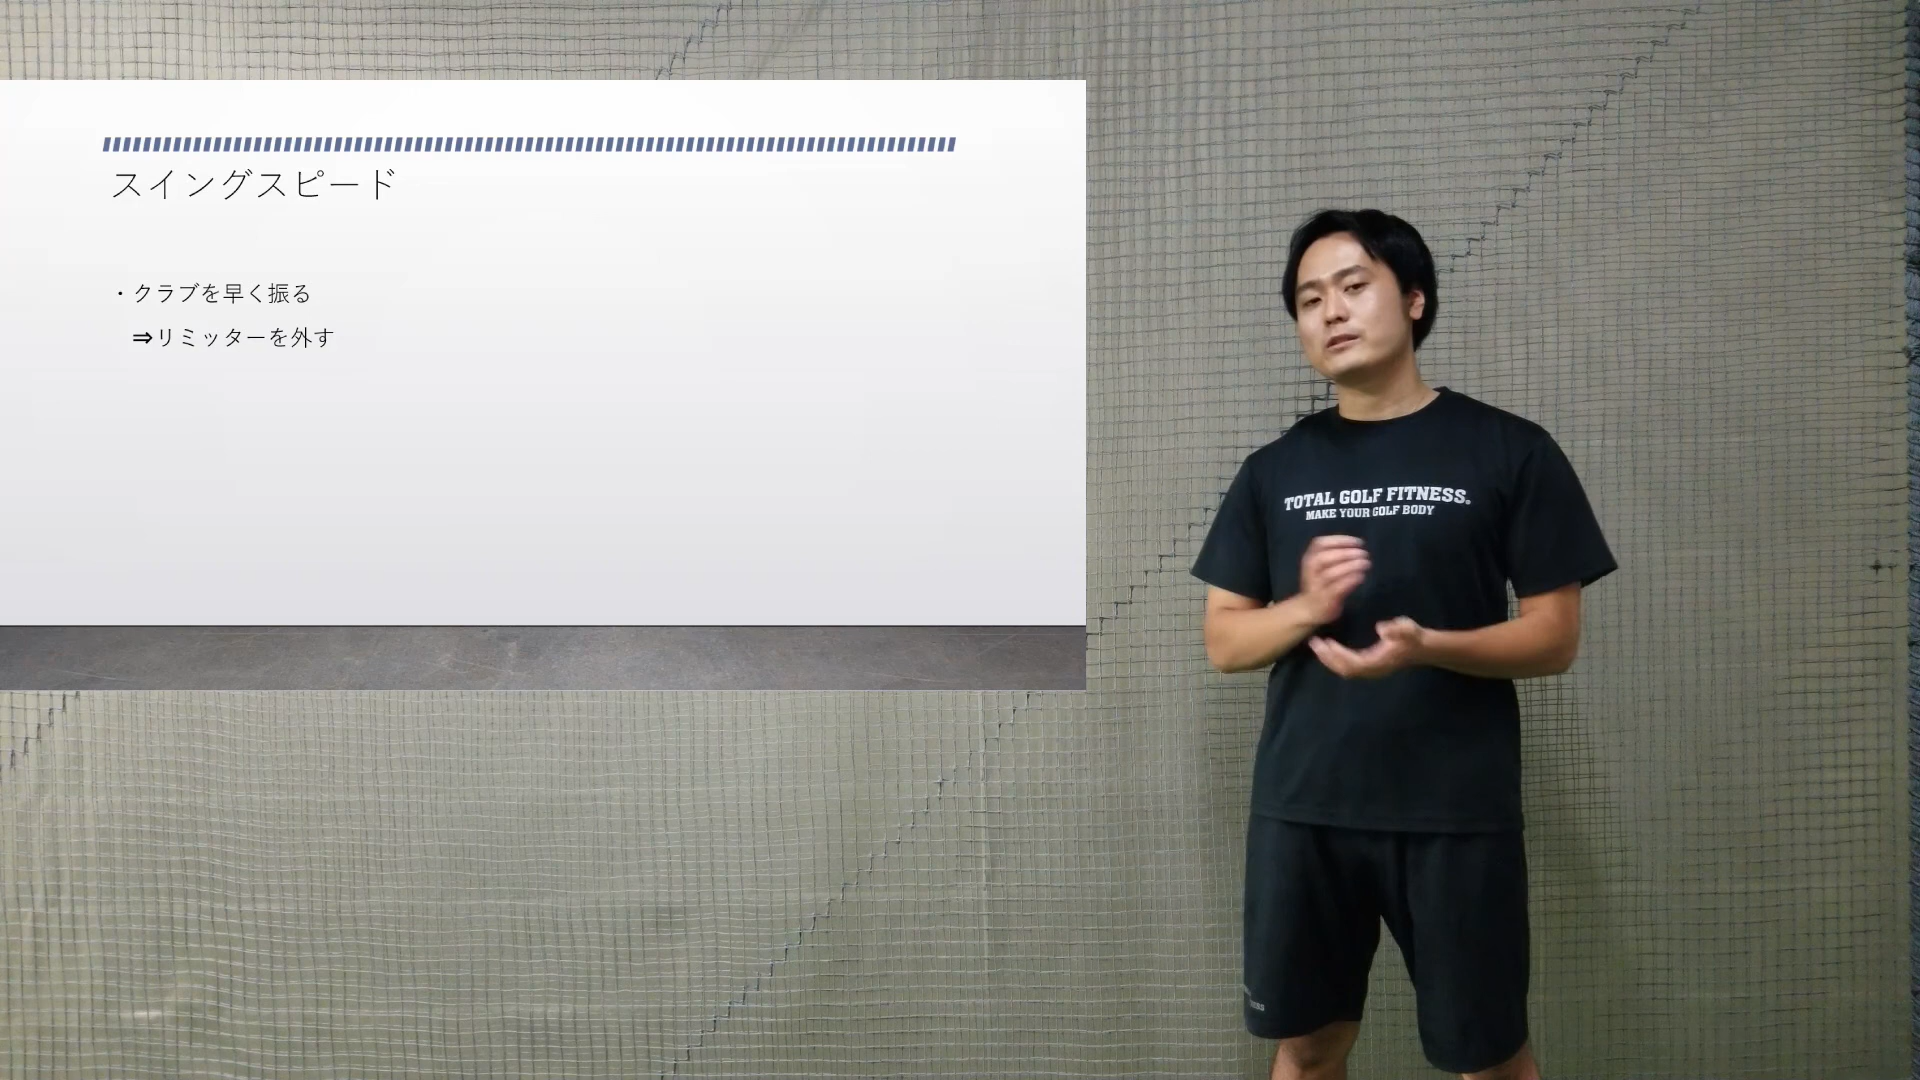 スイングスピード
・クラブを早く振る
⇒リミッターを外す
TOTAL GOLF FITNESS.
MAKE YOUR GOLF BODY